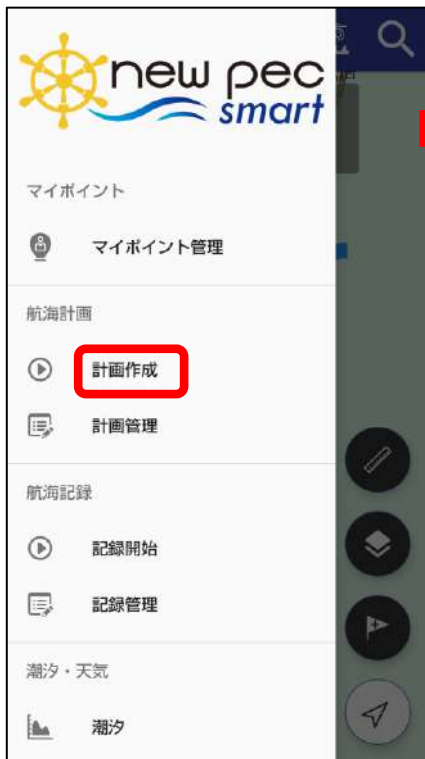 new pec
smart
マイポイント
マイポイント管理
航海計画
計画作成
計画管理
航海記録
記録開始
記録管理
潮汐・天気
潮汐